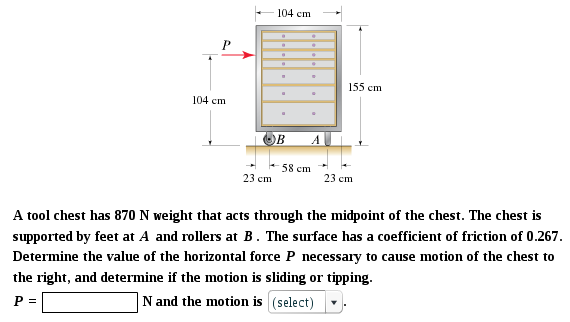 104 cm
P
155 cm
104 cm
B A
58 cm
23 cm 23 cm
A tool chest has 870 N weight that acts through the midpoint of the chest. The chest is
supported by feet at A and rollers at B. The surface has a coefficient of friction of 0.267.
Determine the value of the horizontal force P necessary to cause motion of the chest to
the right, and determine if the motion is sliding or tipping.
P = N and the motion is (select) .